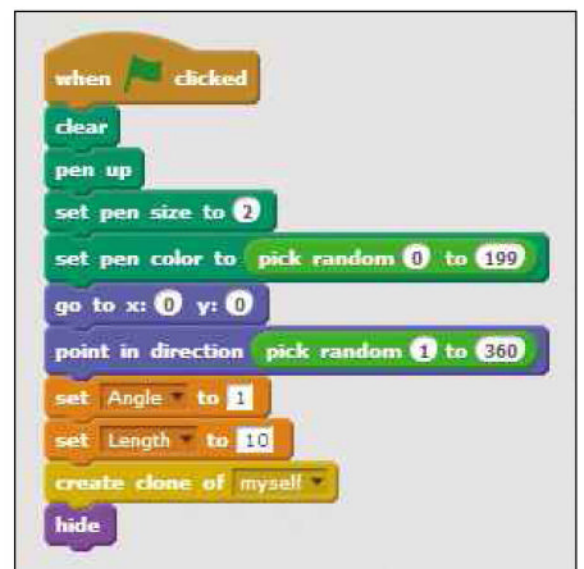 when clicked
clear
pen up
set pen size to 2
set pen color to pick random 0 to 199
go to x: 0 y: 0
point in direction pick random 1 to 360
set Angle to 1
set Length to 10
create clone of myself
hide